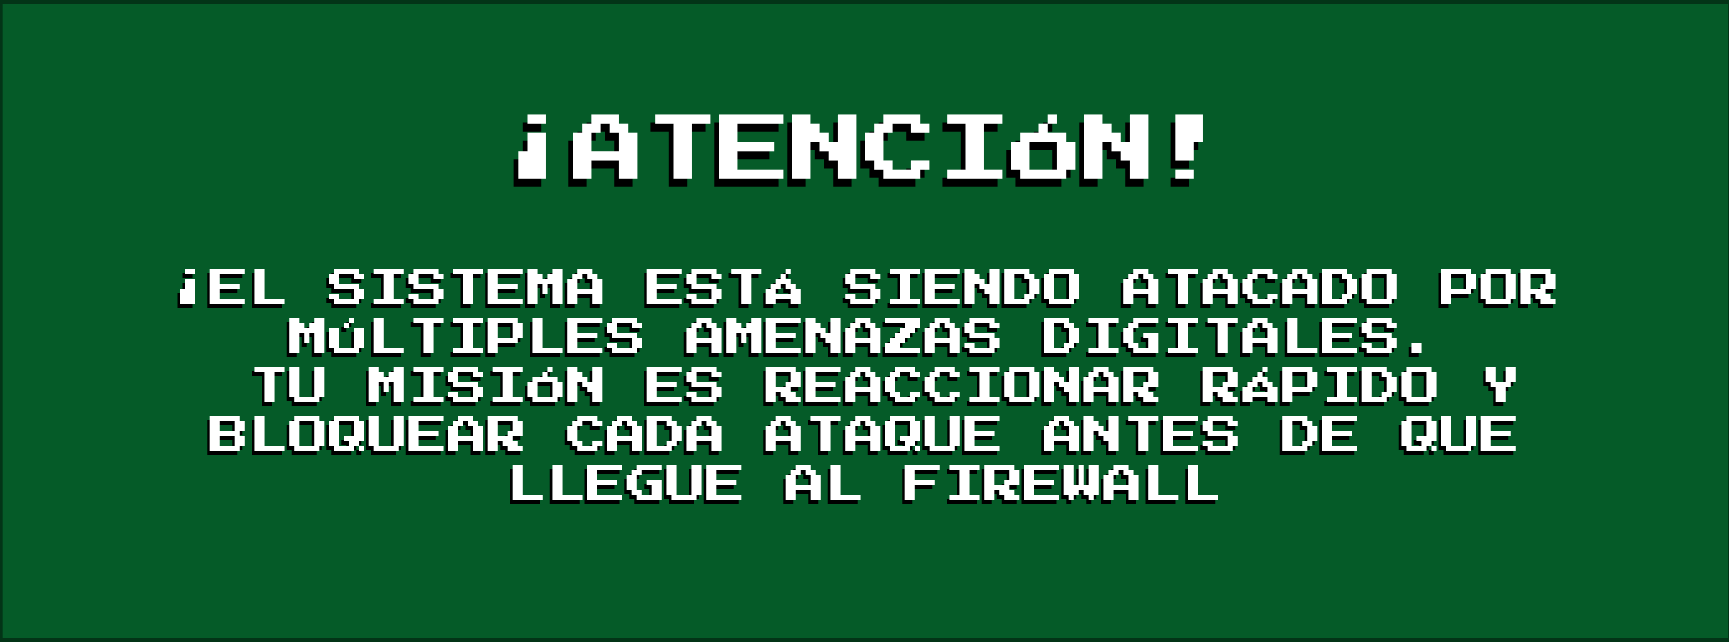 ¡ATENCIÓN!
¡EL SISTEMA ESTÁ SIENDO ATACADO POR
MÚLTIPLES AMENAZAS DIGITALES.
TU MISIÓN ES REACCIONAR RÁPIDO Y
BLOQUEAR CADA ATAQUE ANTES DE QUE
LLEGUE AL FIREWALL